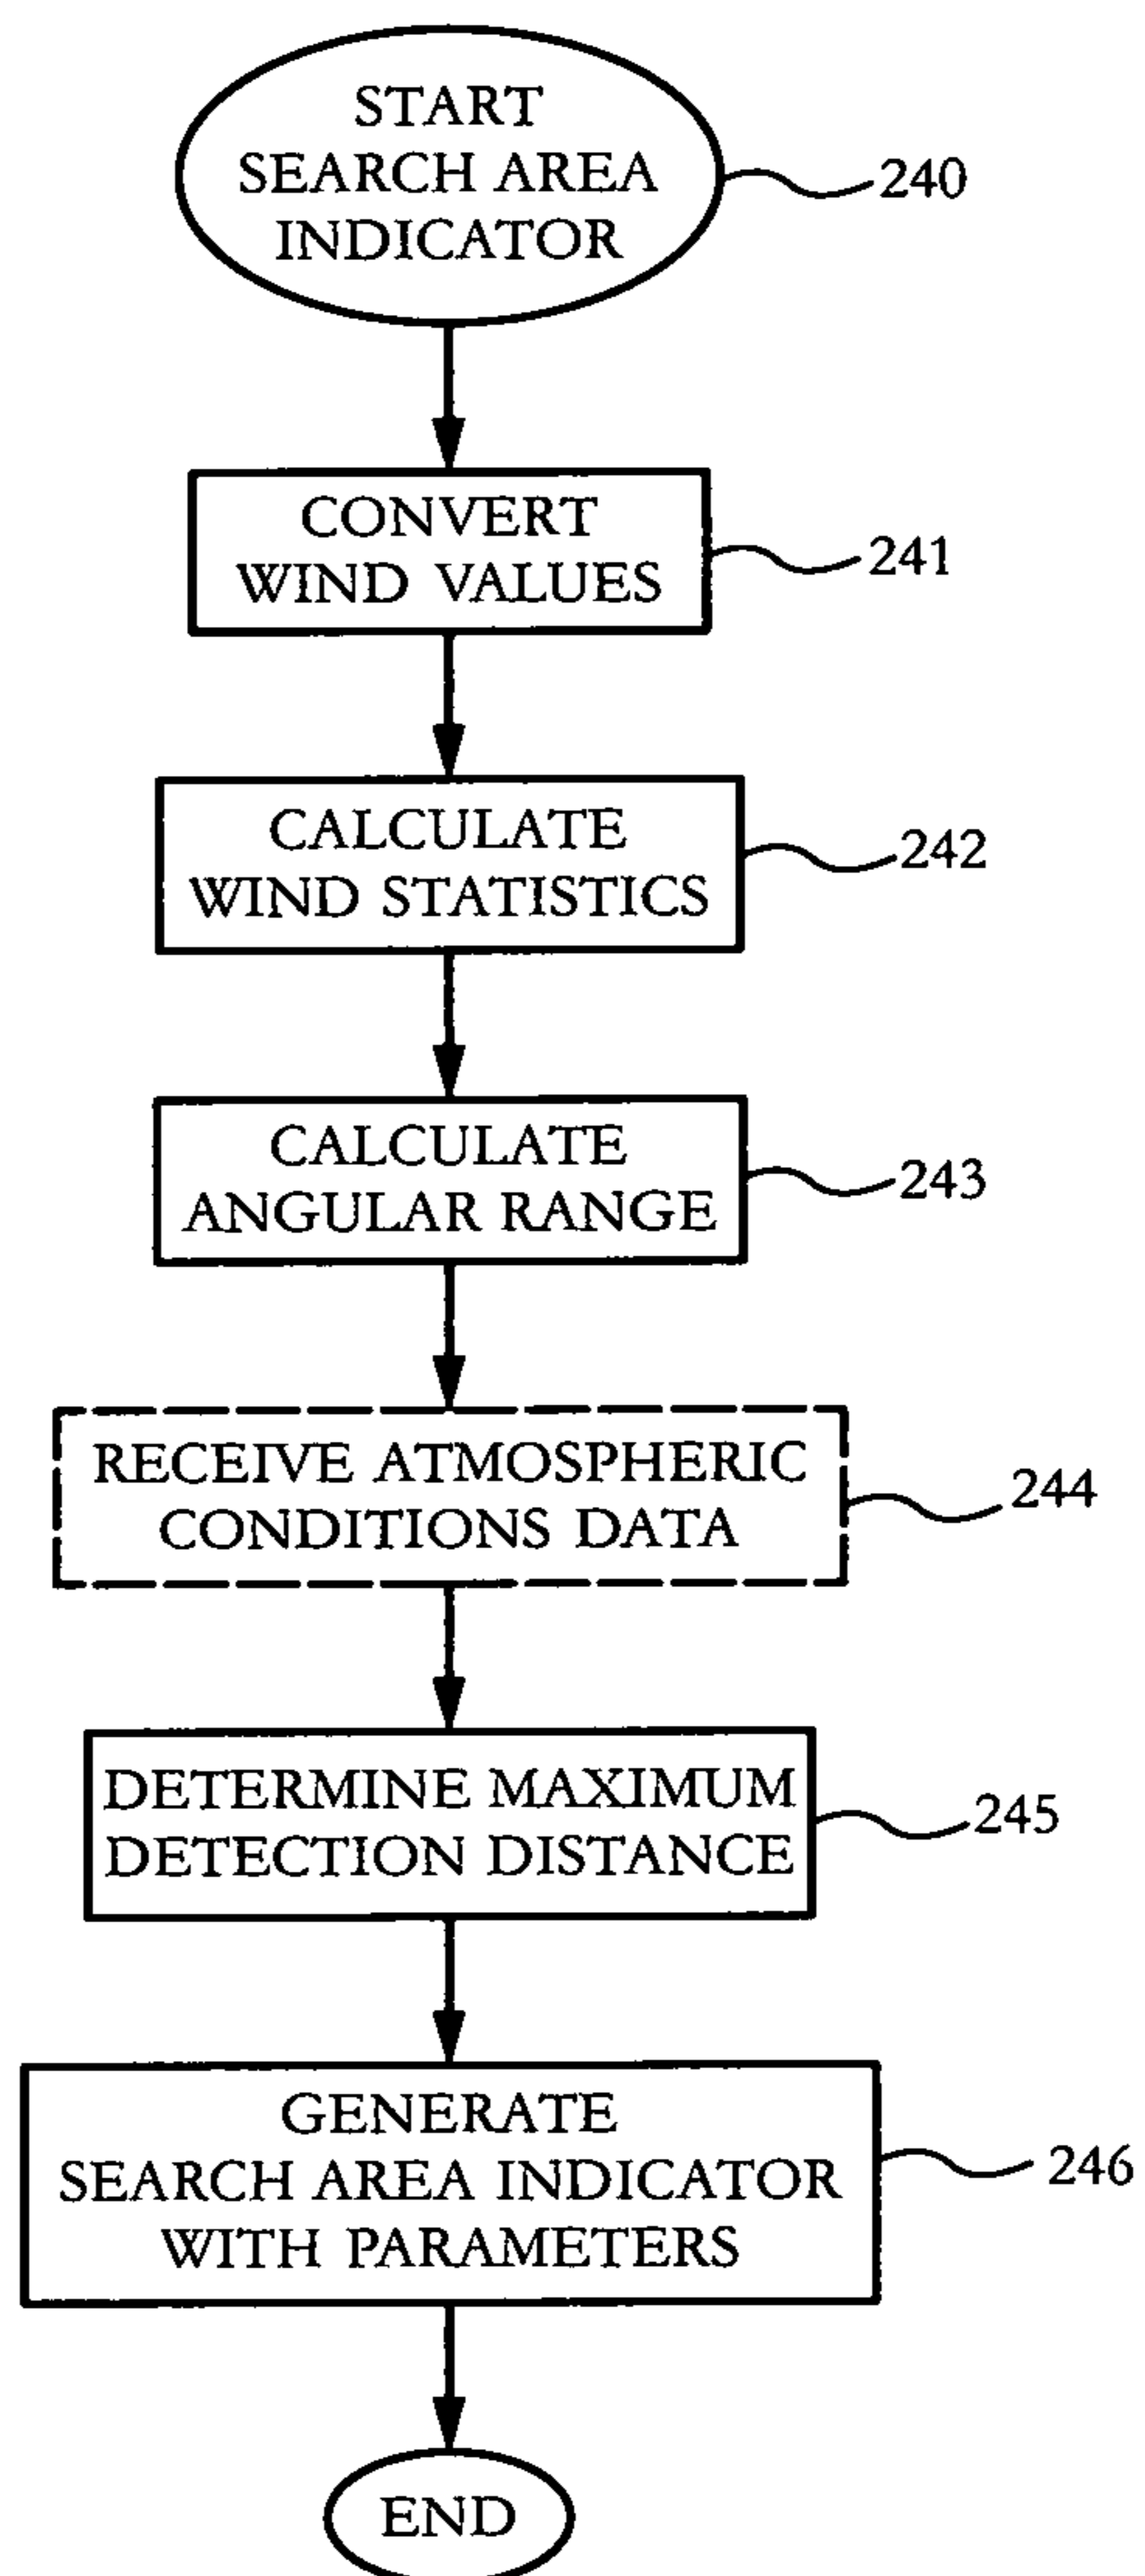 START
SEARCH AREA
INDICATOR
240
CONVERT
WIND VALUES
241
CALCULATE
WIND STATISTICS
242
CALCULATE
ANGULAR RANGE
243
RECEIVE ATMOSPHERIC
CONDITIONS DATA
244
DETERMINE MAXIMUM
DETECTION DISTANCE
245
GENERATE
SEARCH AREA INDICATOR
WITH PARAMETERS
246
END